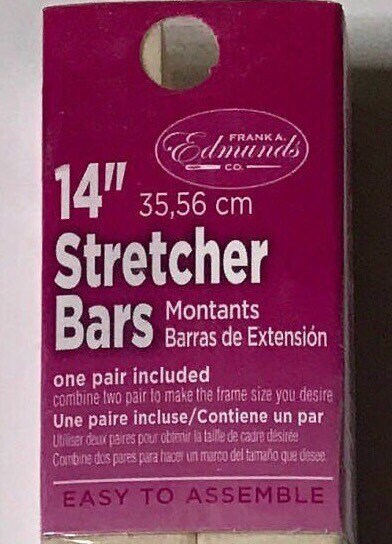 FRANK A.
Edmunds
CO.
14" 35,56 cm
Stretcher
Bars Montants
Barras de Extensión
one pair included
combine two pair to make the frame size you desire
Une paire incluse/Contiene un par
Utiliser deux paires pour obtenir la taille de cadre désirée
Combine dos pares para hacer un marco del tamaño que desee.
EASY TO ASSEMBLE